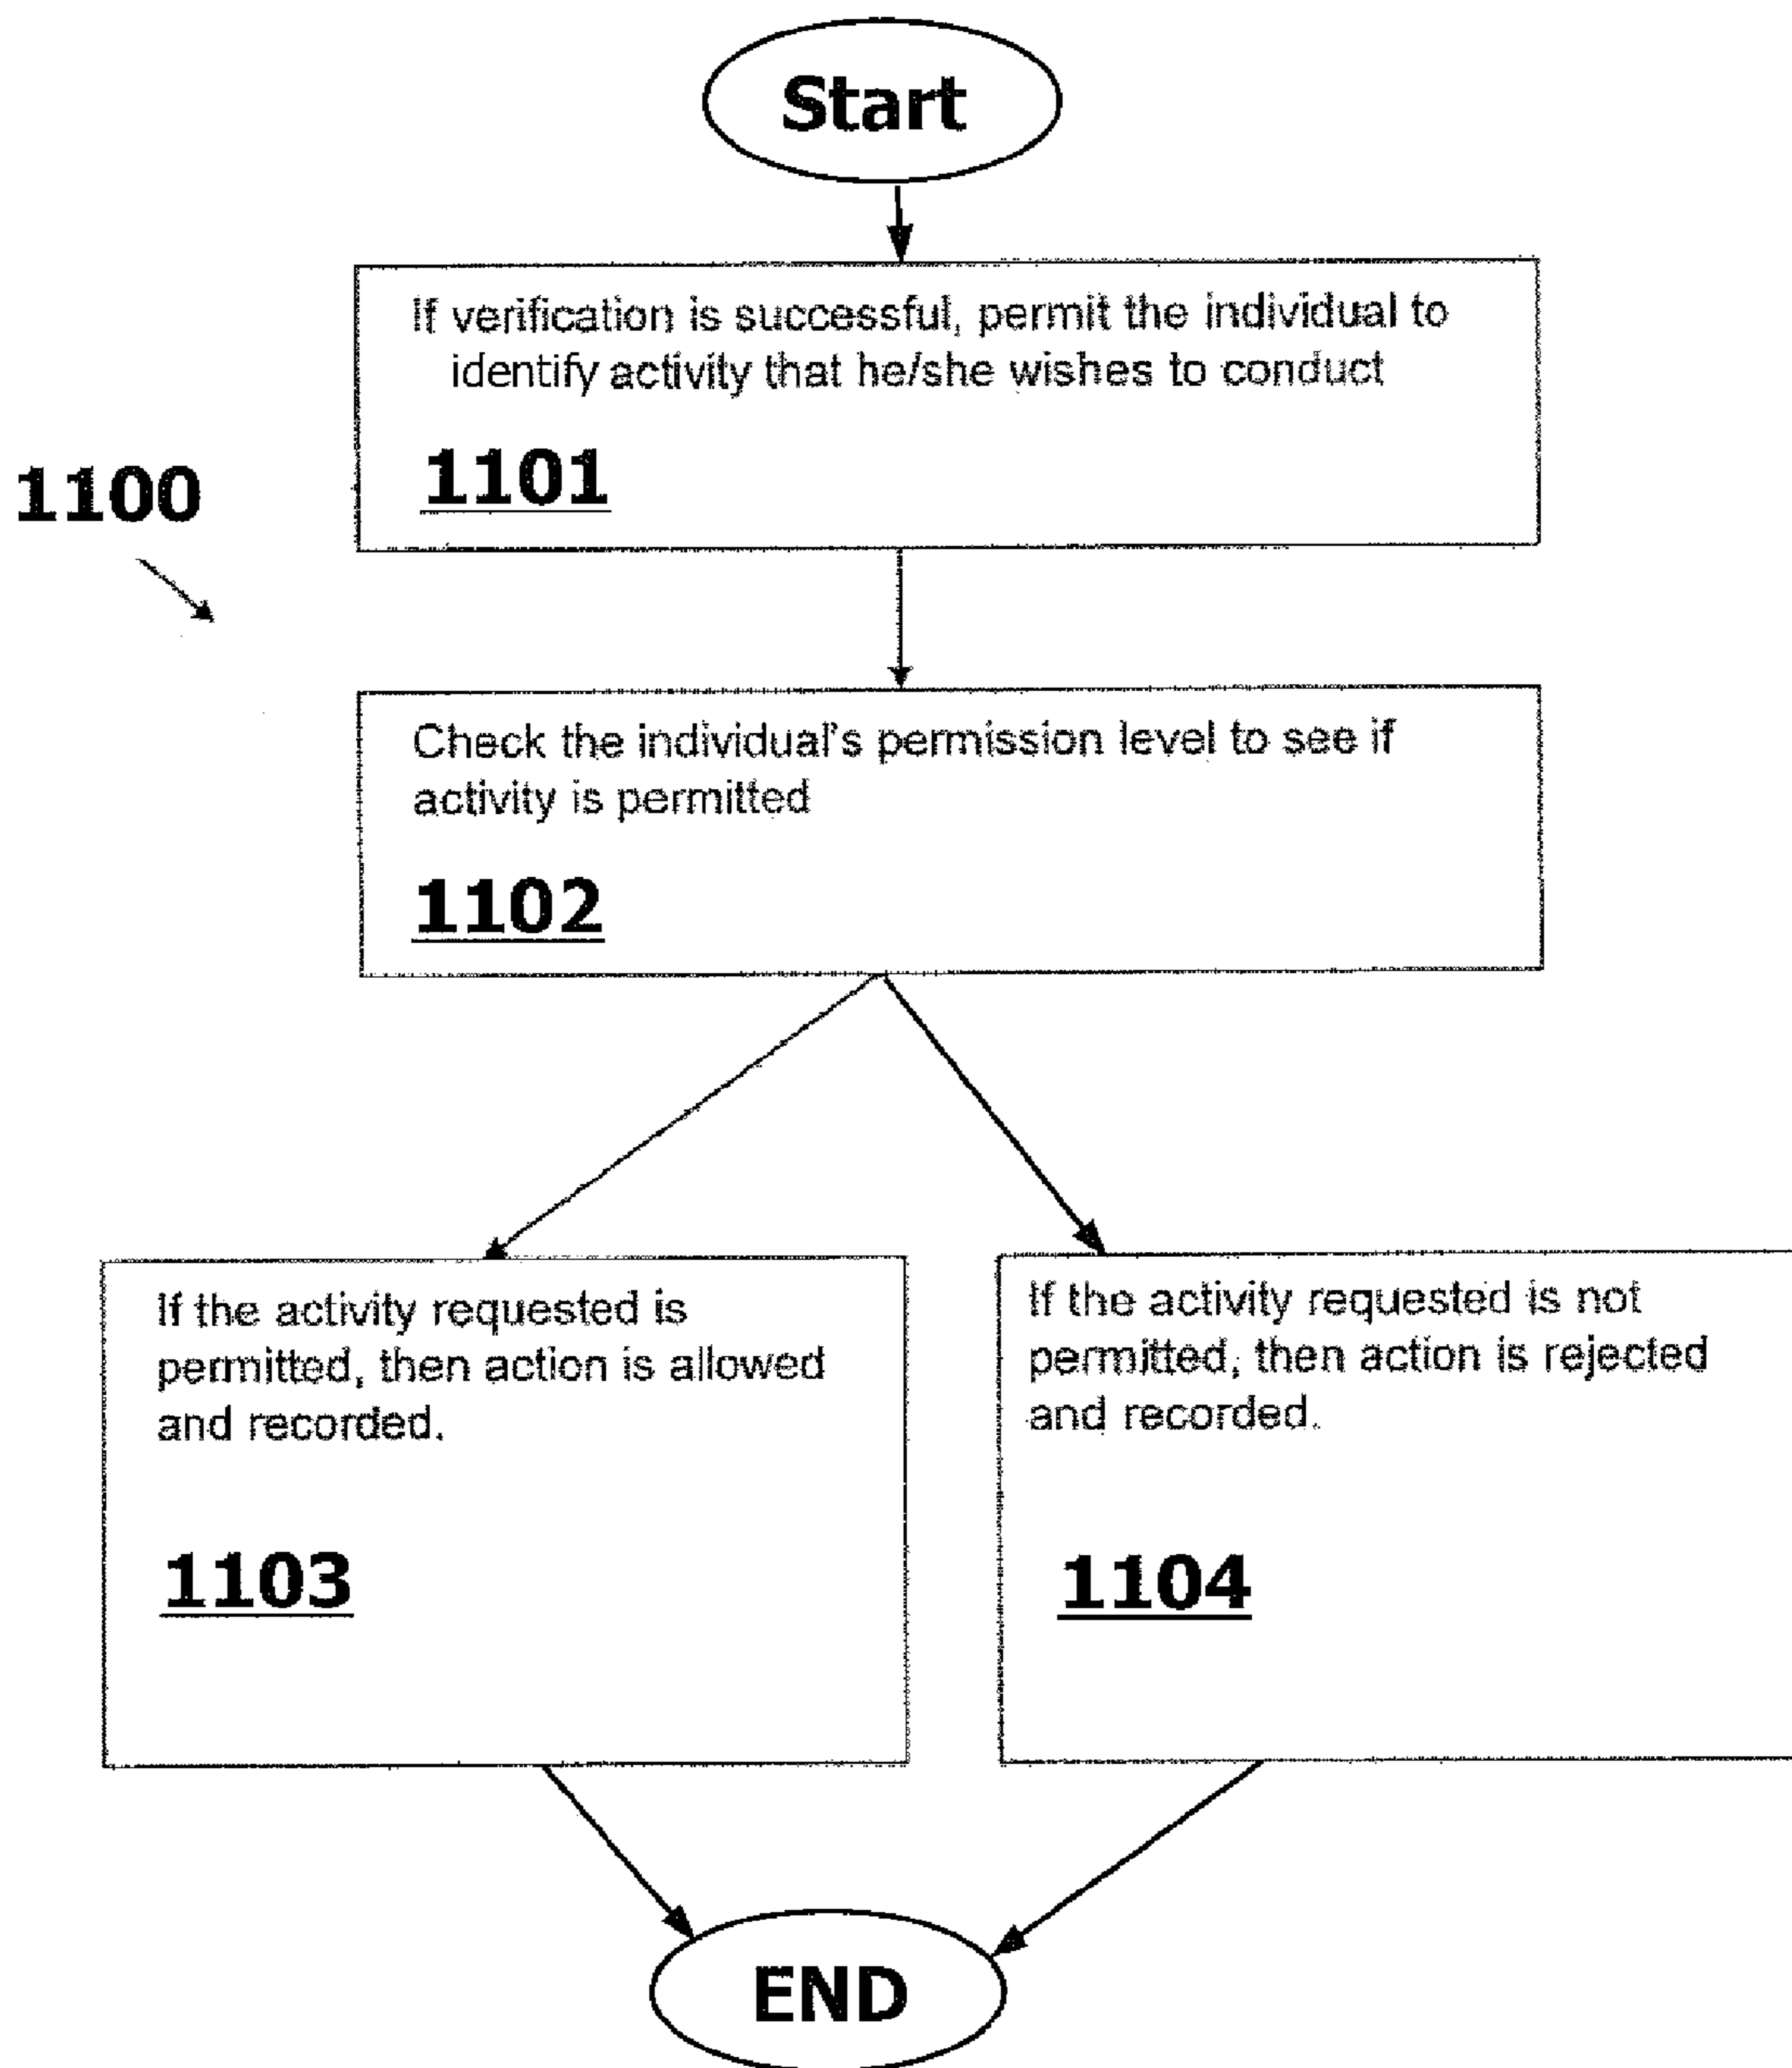 Start
If verification is successful, permit the individual to
identify activity that he/she wishes to conduct
1101
1100
Check the individual's permission level to see if
activity is permitted
1102
If the activity requested is
permitted, then action is allowed
and recorded.
1103
If the activity requested is not
permitted, then action is rejected
and recorded.
1104
END